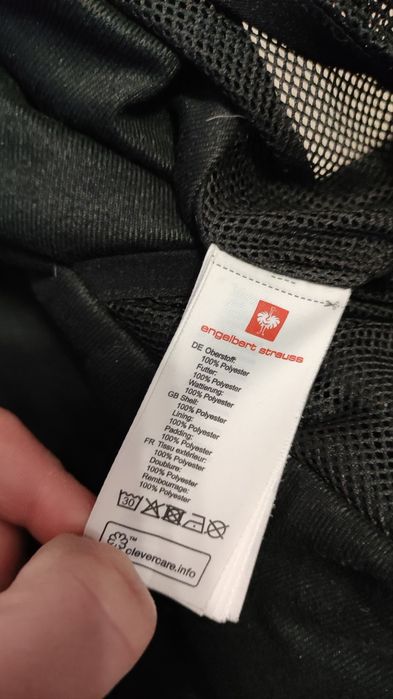 engelbert strauss
DE Oberstoff:
100% Polyester
Futter:
100% Polyester
Wattierung:
100% Polyester
GB Shell:
100% Polyester
Lining:
100% Polyester
Padding:
100% Polyester
FR Tissu extérieur:
100% Polyester
Doublure:
100% Polyester
Rembourrage:
100% Polyester
30
™
clevercare.info